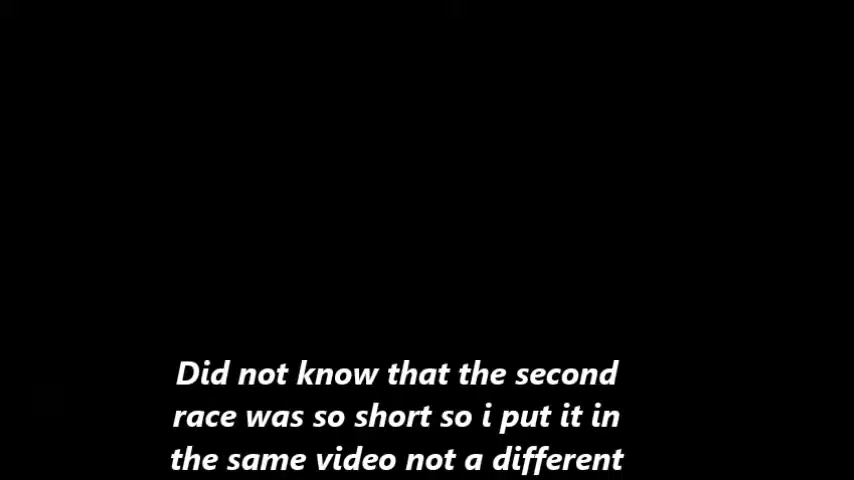 Did not know that the second
race was so short so i put it in
the same video not a different